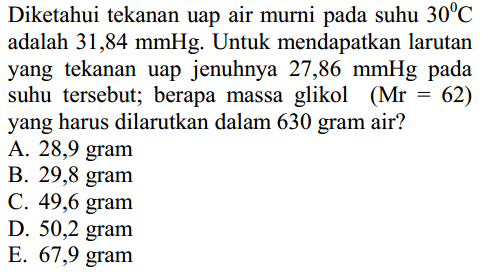 Diketahui tekanan uap air murni pada suhu 30⁰C
adalah 31,84 mmHg. Untuk mendapatkan larutan
yang tekanan uap jenuhnya 27,86 mmHg pada
suhu tersebut; berapa massa glikol (Mr = 62)
yang harus dilarutkan dalam 630 gram air?
A. 28,9 gram
B. 29,8 gram
C. 49,6 gram
D. 50,2 gram
E. 67,9 gram